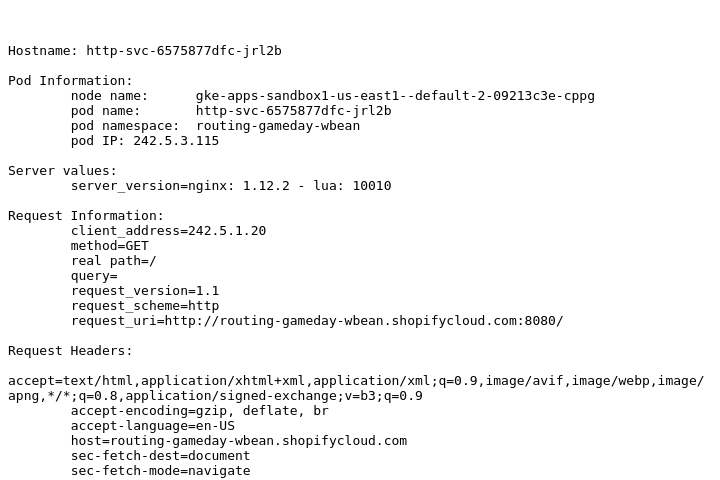 Hostname: http-svc-6575877dfc-jrl2b
Pod Information:
node name: gke-apps-sandbox1-us-east1--default-2-09213c3e-cppg
pod name: http-svc-6575877dfc-jrl2b
pod namespace: routing-gameday-wbean
pod IP: 242.5.3.115
Server values:
server_version=nginx: 1.12.2 - lua: 10010
Request Information:
client_address=242.5.1.20
method=GET
real path=/
query=
request_version=1.1
request_scheme=http
request_uri=http://routing-gameday-wbean.shopifycloud.com:8080/
Request Headers:
accept=text/html,application/xhtml+xml,application/xml;q=0.9,image/avif,image/webp,image/
apng,*/*;q=0.8,application/signed-exchange;v=b3;q=0.9
accept-encoding=gzip, deflate, br
accept-language=en-US
host=routing-gameday-wbean.shopifycloud.com
sec-fetch-dest=document
sec-fetch-mode=navigate